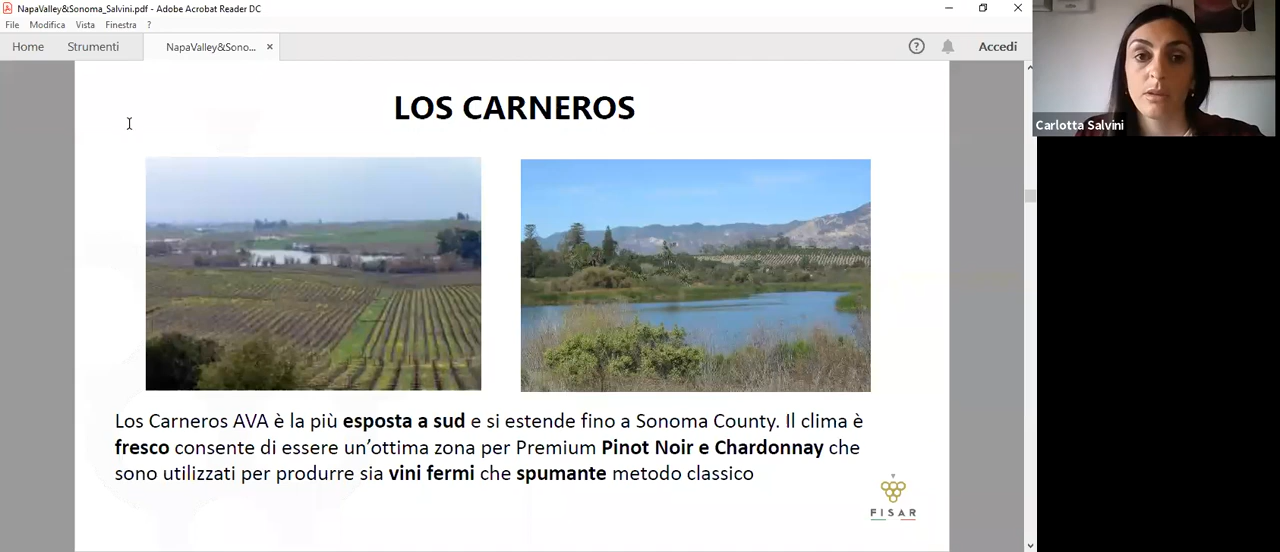 NapaValley&Sonoma_Salvini.pdf - Adobe Acrobat Reader DC
File Modifica Vista Finestra ?
Home Strumenti NapaValley&Sono... Accedi
Carlotta Salvini
LOS CARNEROS
Los Carneros AVA è la più esposta a sud e si estende fino a Sonoma County. Il clima è
fresco consente di essere un’ottima zona per Premium Pinot Noir e Chardonnay che
sono utilizzati per produrre sia vini fermi che spumante metodo classico
FISAR